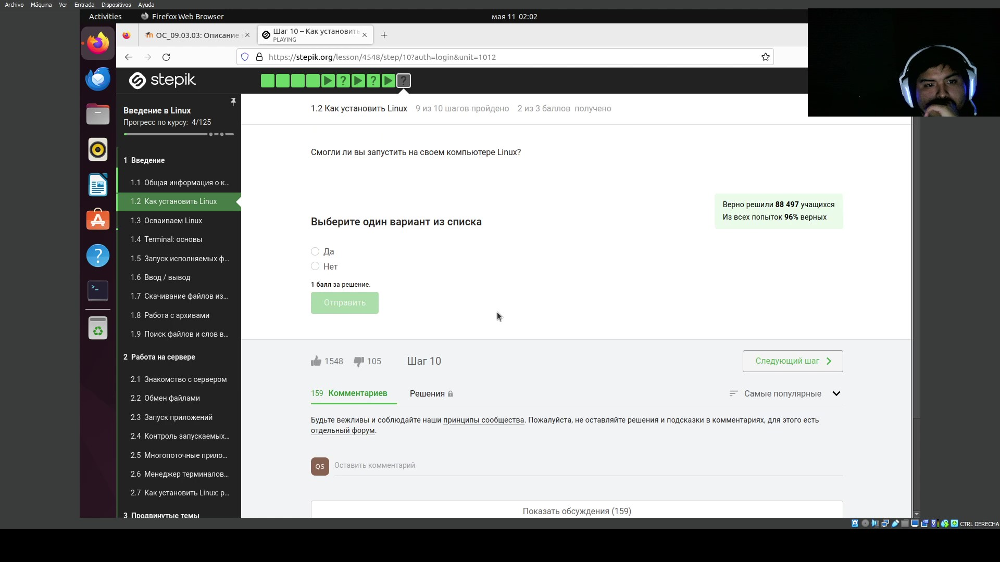 Archivo Máquina Ver Entrada Dispositivos Ayuda
Activities Firefox Web Browser мая 11 02:02
ОС_09.03.03: Описание
Шаг 10 – Как установить
PLAYING
https://stepik.org/lesson/4548/step/10?auth=login&unit=1012
stepik
Введение в Linux
Прогресс по курсу: 4/125
1 Введение
1.1 Общая информация о к...
1.2 Как установить Linux
1.3 Осваиваем Linux
1.4 Terminal: основы
1.5 Запуск исполняемых ф...
1.6 Ввод / вывод
1.7 Скачивание файлов из...
1.8 Работа с архивами
1.9 Поиск файлов и слов в...
2 Работа на сервере
2.1 Знакомство с сервером
2.2 Обмен файлами
2.3 Запуск приложений
2.4 Контроль запускаемых...
2.5 Многопоточные прило...
2.6 Менеджер терминалов...
2.7 Как установить Linux: р...
3 Продвинутые темы
1.2 Как установить Linux 9 из 10 шагов пройдено 2 из 3 баллов получено
Смогли ли вы запустить на своем компьютере Linux?
Верно решили 88 497 учащихся
Из всех попыток 96% верных
Выберите один вариант из списка
Да
Нет
1 балл за решение.
Отправить
1548 105 Шаг 10 Следующий шаг
159 Комментариев Решения Самые популярные
Будьте вежливы и соблюдайте наши принципы сообщества. Пожалуйста, не оставляйте решения и подсказки в комментариях, для этого есть
отдельный форум.
QS Оставить комментарий
Показать обсуждения (159)
CTRL DERECHA